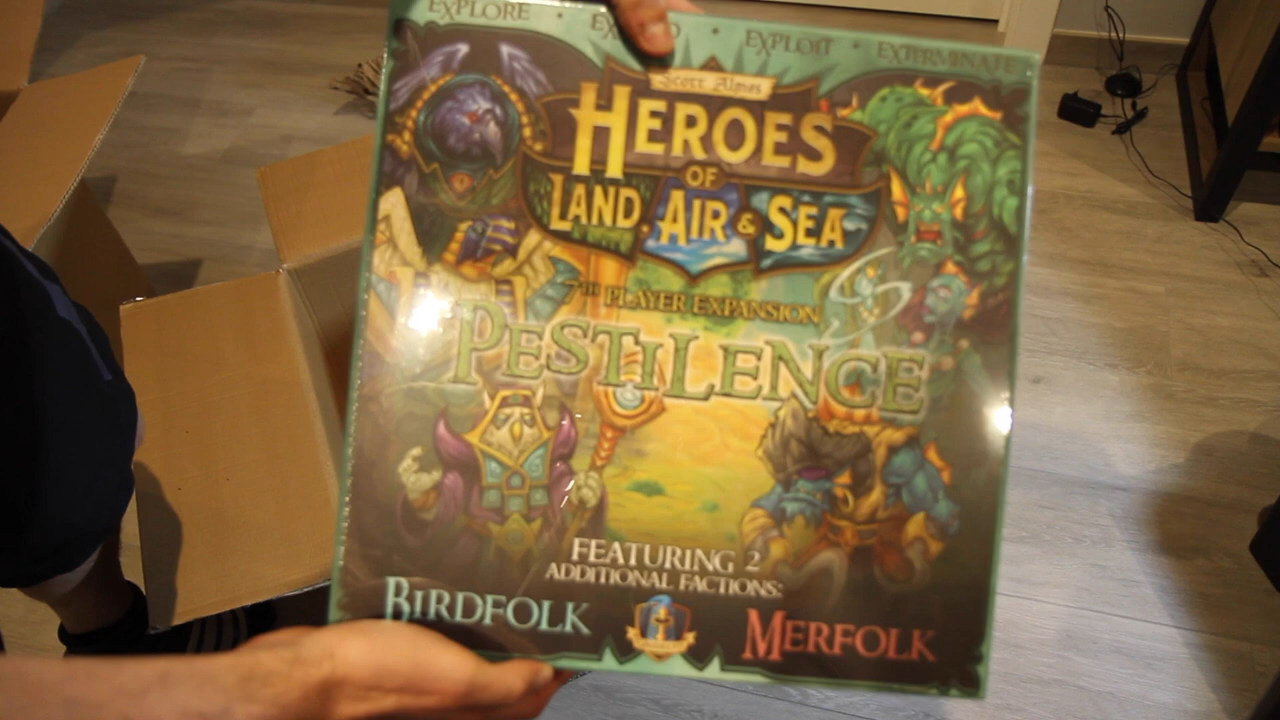 EXPLORE • EXPAND • EXPLOIT • EXTERMINATE
Scott Almes
HEROES
OF
LAND, AIR & SEA
7TH PLAYER EXPANSION
PESTILENCE
FEATURING 2
ADDITIONAL FACTIONS:
BIRDFOLK
MERFOLK